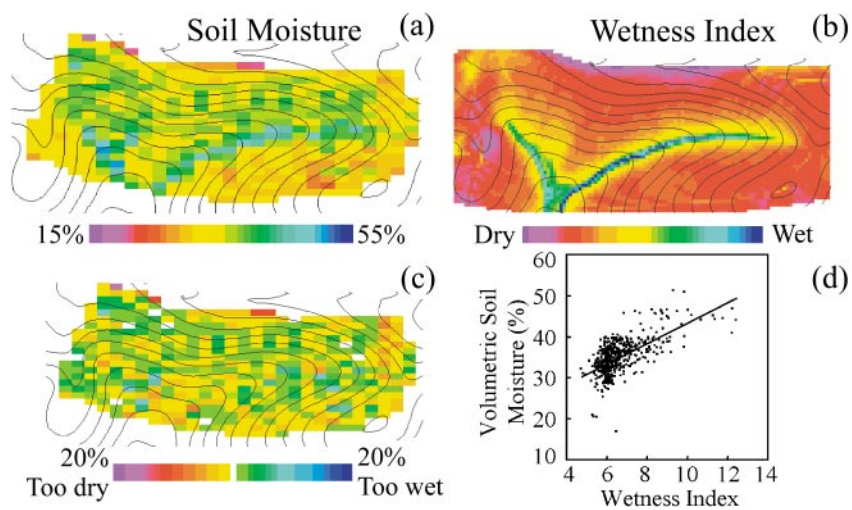 Soil Moisture (a)
Wetness Index (b)
15% 55%
Dry Wet
(c)
(d)
20% 20%
Too dry Too wet
Volumetric Soil
Moisture (%)
60
50
40
30
20
10
4 6 8 10 12 14
Wetness Index